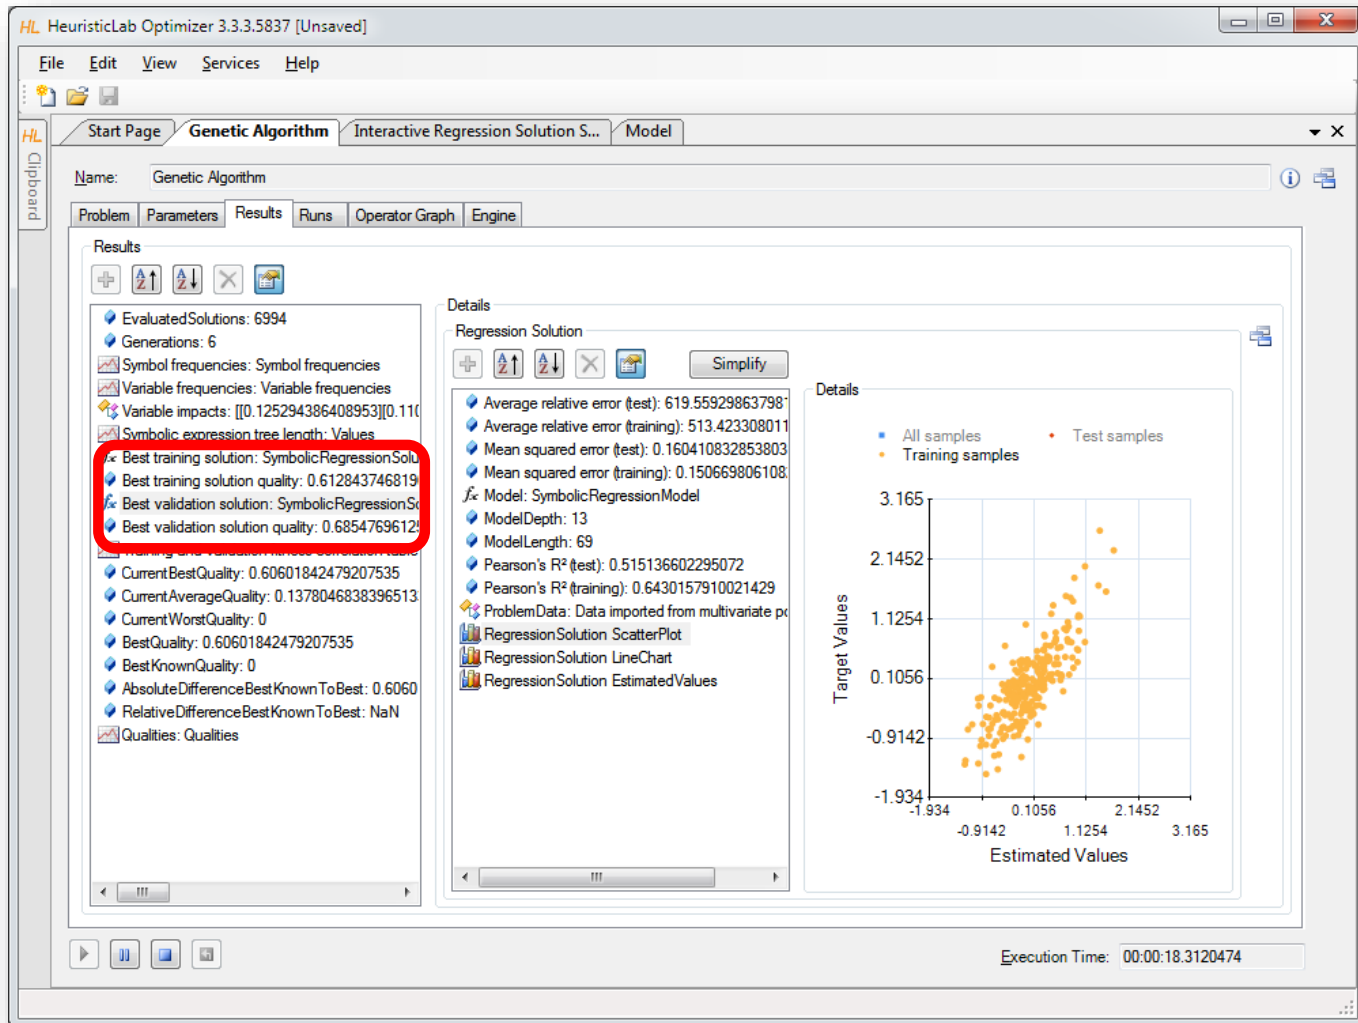 HL HeuristicLab Optimizer 3.3.3.5837 [Unsaved]
File Edit View Services Help
HL Clipboard
Start Page Genetic Algorithm Interactive Regression Solution S... Model
Name: Genetic Algorithm
Problem Parameters Results Runs Operator Graph Engine
Results
EvaluatedSolutions: 6994
Generations: 6
Symbol frequencies: Symbol frequencies
Variable frequencies: Variable frequencies
Variable impacts: [[0.125294386408953][0.110
Symbolic expression tree length: Values
Best training solution: SymbolicRegressionSolu
Best training solution quality: 0.61284374681
Best validation solution: SymbolicRegressionSo
Best validation solution quality: 0.6854769612
Training and validation fitness correlation table
CurrentBestQuality: 0.60601842479207535
CurrentAverageQuality: 0.1378046838396513
CurrentWorstQuality: 0
BestQuality: 0.60601842479207535
BestKnownQuality: 0
AbsoluteDifferenceBestKnownToBest: 0.6060
RelativeDifferenceBestKnownToBest: NaN
Qualities: Qualities
Details
Regression Solution
Simplify
Average relative error (test): 619.55929863798
Average relative error (training): 513.423308011
Mean squared error (test): 0.160410832853803
Mean squared error (training): 0.150669806108
Model: SymbolicRegressionModel
ModelDepth: 13
ModelLength: 69
Pearson's R² (test): 0.515136602295072
Pearson's R² (training): 0.6430157910021429
ProblemData: Data imported from multivariate po
RegressionSolution ScatterPlot
RegressionSolution LineChart
RegressionSolution EstimatedValues
Details
All samples Test samples
Training samples
Target Values
3.165
2.1452
1.1254
0.1056
-0.9142
-1.934
-1.934 0.1056 2.1452
-0.9142 1.1254 3.165
Estimated Values
Execution Time: 00:00:18.3120474